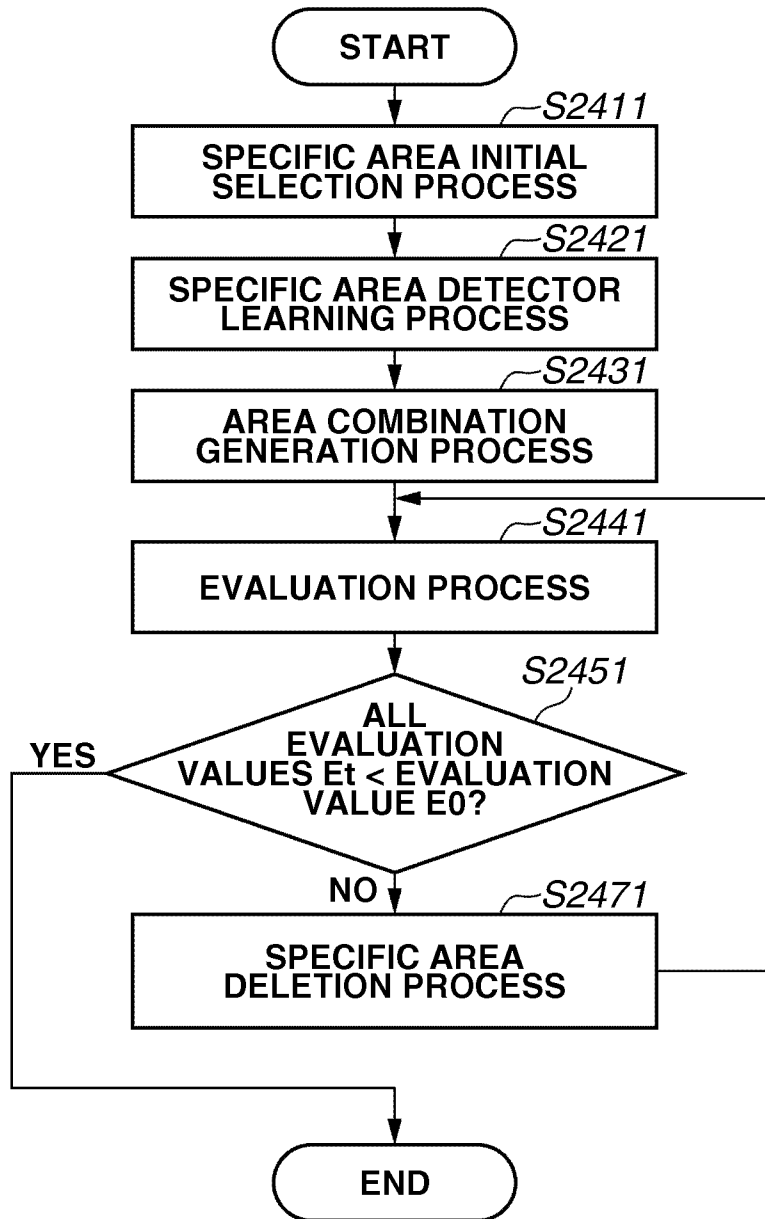 START
S2411
SPECIFIC AREA INITIAL
SELECTION PROCESS
S2421
SPECIFIC AREA DETECTOR
LEARNING PROCESS
S2431
AREA COMBINATION
GENERATION PROCESS
S2441
EVALUATION PROCESS
S2451
ALL
EVALUATION
VALUES Et < EVALUATION
VALUE E0?
YES
NO
S2471
SPECIFIC AREA
DELETION PROCESS
END